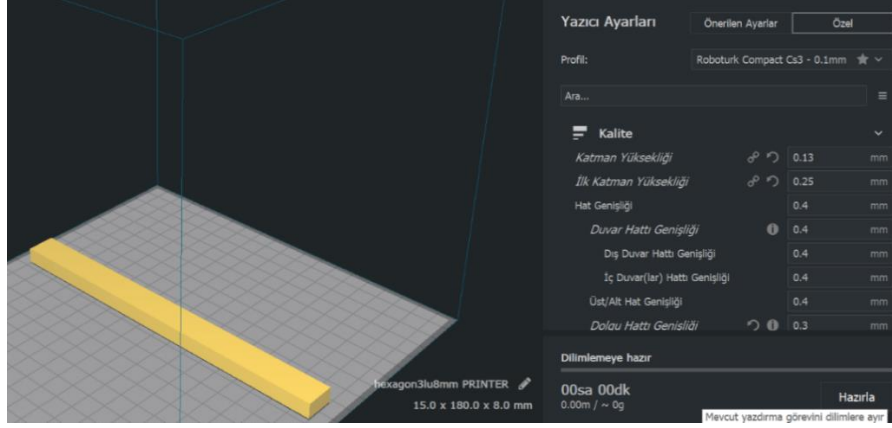 Yazıcı Ayarları
Önerilen Ayarlar
Özel
Profil:
Roboturk Compact Cs3 - 0.1mm
Ara...
Kalite
Katman Yüksekliği 0.13 mm
İlk Katman Yüksekliği 0.25 mm
Hat Genişliği 0.4 mm
Duvar Hattı Genişliği 0.4 mm
Dış Duvar Hattı Genişliği 0.4 mm
İç Duvar(lar) Hattı Genişliği 0.4 mm
Üst/Alt Hat Genişliği 0.4 mm
Dolgu Hattı Genişliği 0.3 mm
Dilimlemeye hazır
hexagon3lu8mm PRINTER
15.0 x 180.0 x 8.0 mm
00sa 00dk
0.00m / ~ 0g
Hazırla
Mevcut yazdırma görevini dilimlere ayır